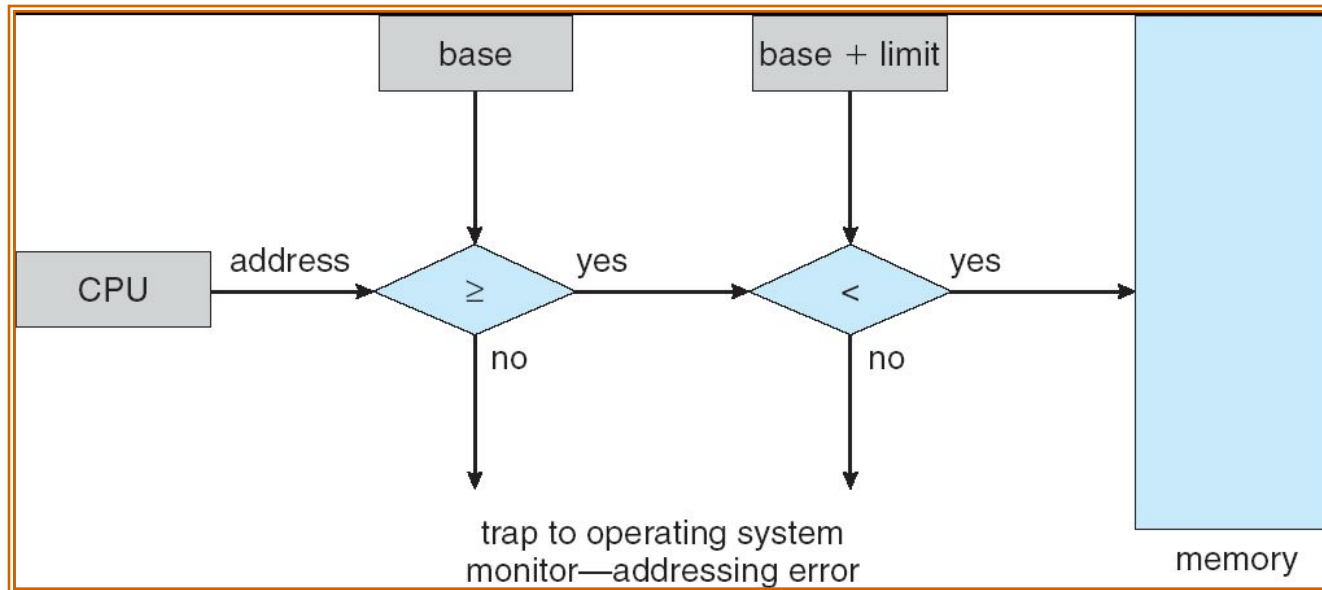 base
base + limit
CPU
address
≥
yes
<
yes
no
no
trap to operating system
monitor—addressing error
memory